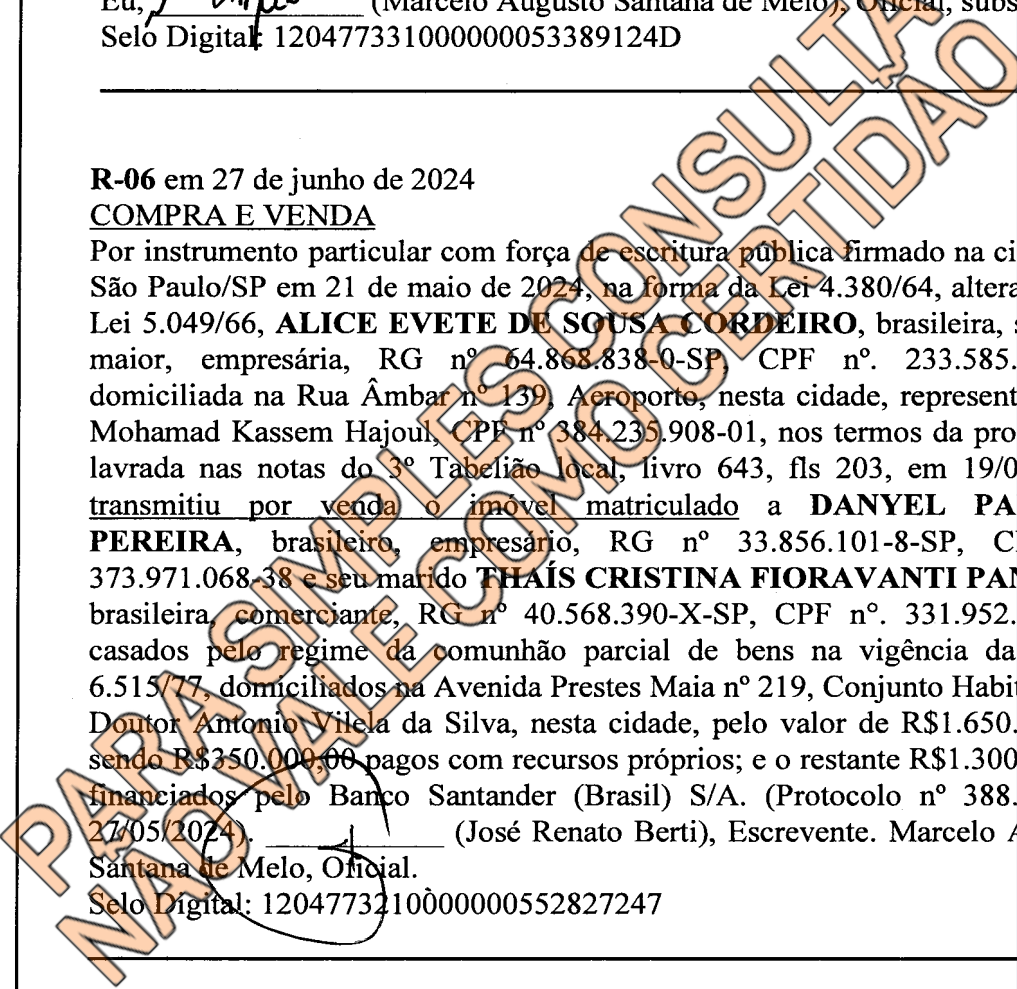 Eu, (Marcelo Augusto Santana de Melo), Oficial, subs
Selo Digital: 120477331000000053389124D
R-06 em 27 de junho de 2024
COMPRA E VENDA
Por instrumento particular com força de escritura pública firmado na ci
São Paulo/SP em 21 de maio de 2024, na forma da Lei 4.380/64, altera
Lei 5.049/66, ALICE EVETE DE SOUSA CORDEIRO, brasileira, s
maior, empresária, RG nº 64.868.838-0-SP, CPF nº. 233.585.
domiciliada na Rua Âmbar nº 139, Aeroporto, nesta cidade, represent
Mohamad Kassem Hajoul, CPF nº 384.235.908-01, nos termos da pro
lavrada nas notas do 3º Tabelião local, livro 643, fls 203, em 19/0
transmitiu por venda o imóvel matriculado a DANYEL PA
PEREIRA, brasileiro, empresário, RG nº 33.856.101-8-SP, C
373.971.068-38 e seu marido THAÍS CRISTINA FIORAVANTI PAN
brasileira, comerciante, RG nº 40.568.390-X-SP, CPF nº. 331.952.
casados pelo regime da comunhão parcial de bens na vigência da
6.515/77, domiciliados na Avenida Prestes Maia nº 219, Conjunto Habit
Doutor Antonio Vilela da Silva, nesta cidade, pelo valor de R$1.650.
sendo R$350.000,00 pagos com recursos próprios; e o restante R$1.300
financiados pelo Banco Santander (Brasil) S/A. (Protocolo nº 388.
27/05/2024). (José Renato Berti), Escrevente. Marcelo A
Santana de Melo, Oficial.
Selo Digital: 1204773210000000552827247
PARA SIMPLES CONSULTA
NÃO VALE COMO CERTIDÃO